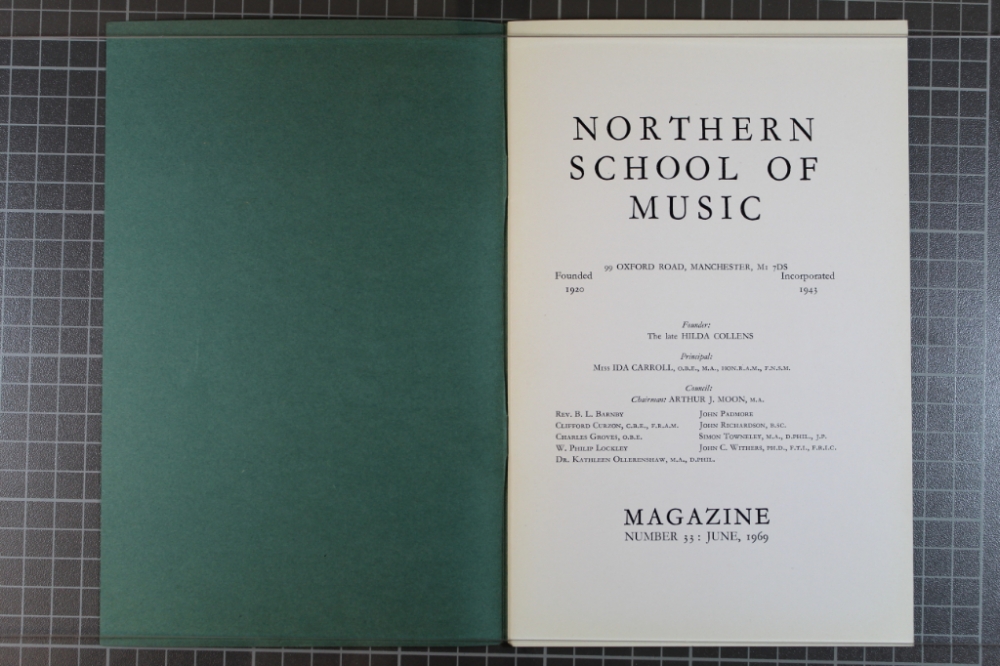 NORTHERN
SCHOOL OF
MUSIC
99 OXFORD ROAD, MANCHESTER, M1 7DS
Founded Incorporated
1920 1943
Founder:
The late HILDA COLLENS
Principal:
Miss IDA CARROLL, O.B.E., M.A., HON.R.A.M., F.N.S.M.
Council:
Chairman: ARTHUR J. MOON, M.A.
Rev. B. L. Barnby John Padmore
Clifford Curzon, C.B.E., F.R.A.M. John Richardson, B.SC.
Charles Groves, O.B.E. Simon Towneley, M.A., D.PHIL., J.P.
W. Philip Lockley John C. Withers, PH.D., F.T.I., F.R.I.C.
Dr. Kathleen Ollerenshaw, M.A., D.PHIL.
MAGAZINE
NUMBER 33 : JUNE, 1969